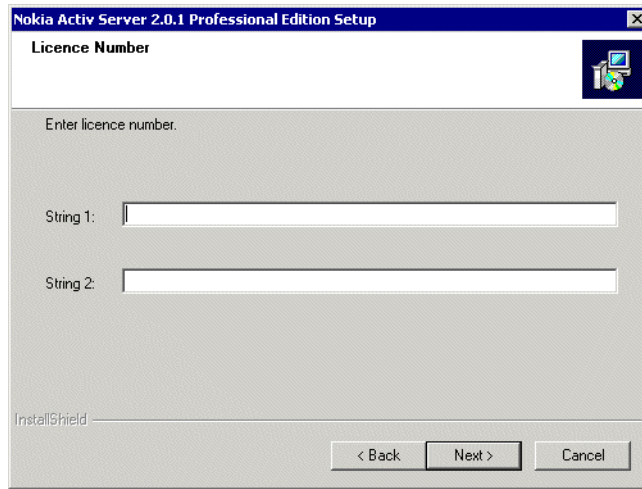 Nokia Activ Server 2.0.1 Professional Edition Setup
Licence Number
Enter licence number.
String 1:
String 2:
InstallShield
< Back Next > Cancel